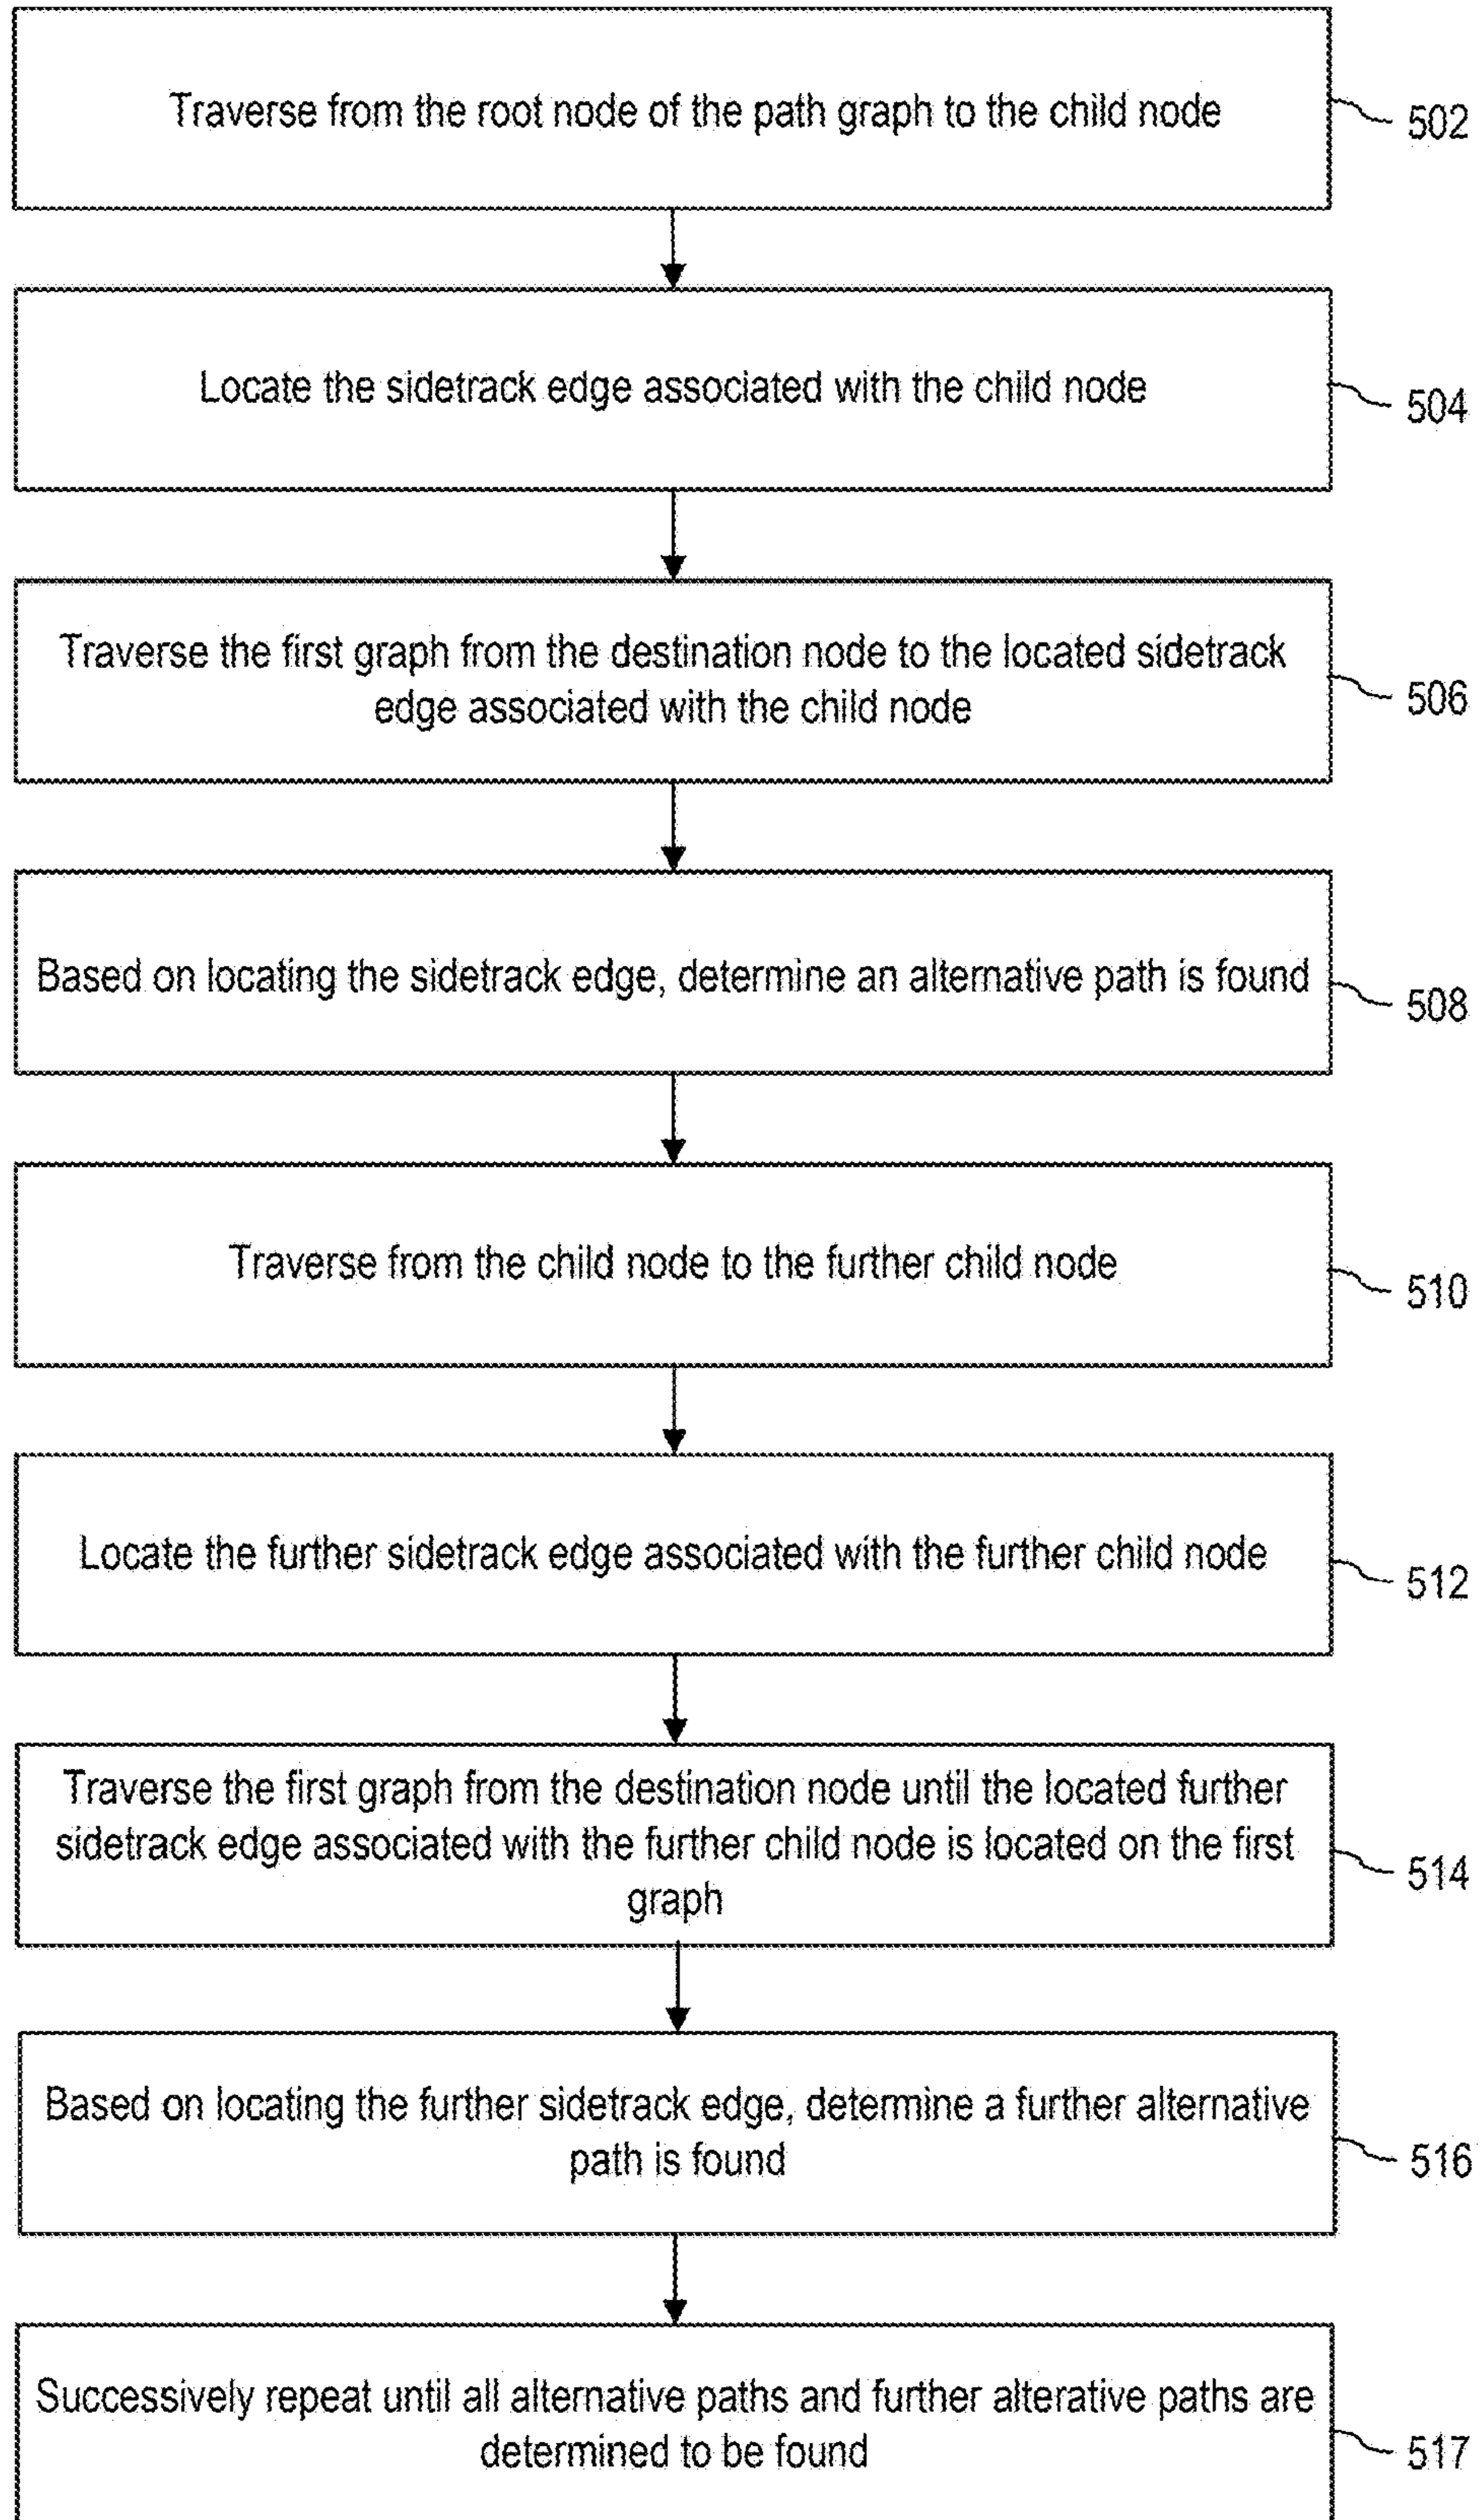 Traverse from the root node of the path graph to the child node
502
Locate the sidetrack edge associated with the child node
504
Traverse the first graph from the destination node to the located sidetrack
edge associated with the child node
506
Based on locating the sidetrack edge, determine an alternative path is found
508
Traverse from the child node to the further child node
510
Locate the further sidetrack edge associated with the further child node
512
Traverse the first graph from the destination node until the located further
sidetrack edge associated with the further child node is located on the first
graph
514
Based on locating the further sidetrack edge, determine a further alternative
path is found
516
Successively repeat until all alternative paths and further alterative paths are
determined to be found
517